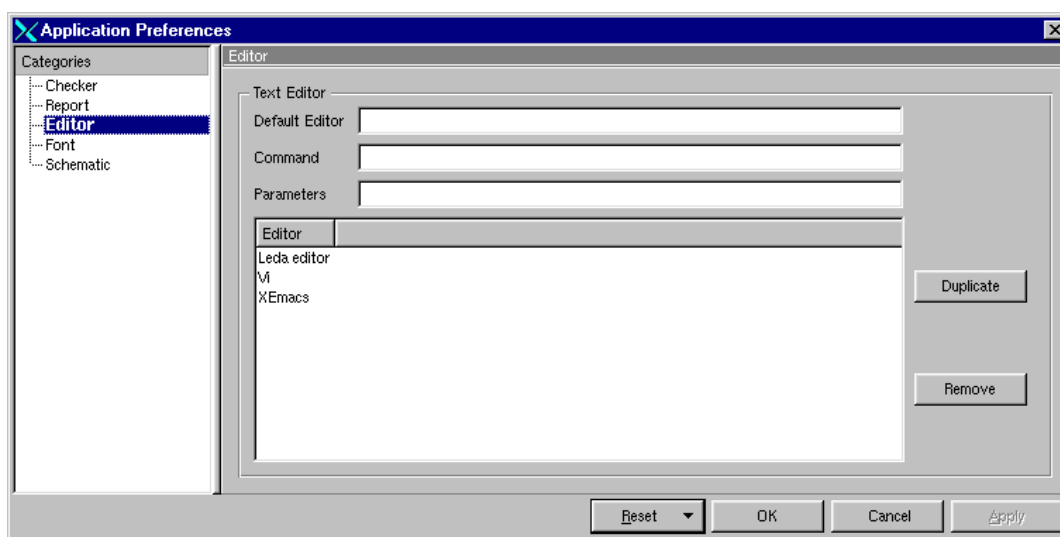 Application Preferences
Categories
Checker
Report
Editor
Font
Schematic
Editor
Text Editor
Default Editor
Command
Parameters
Editor
Leda editor
Vi
XEmacs
Duplicate
Remove
Reset
OK
Cancel
Apply